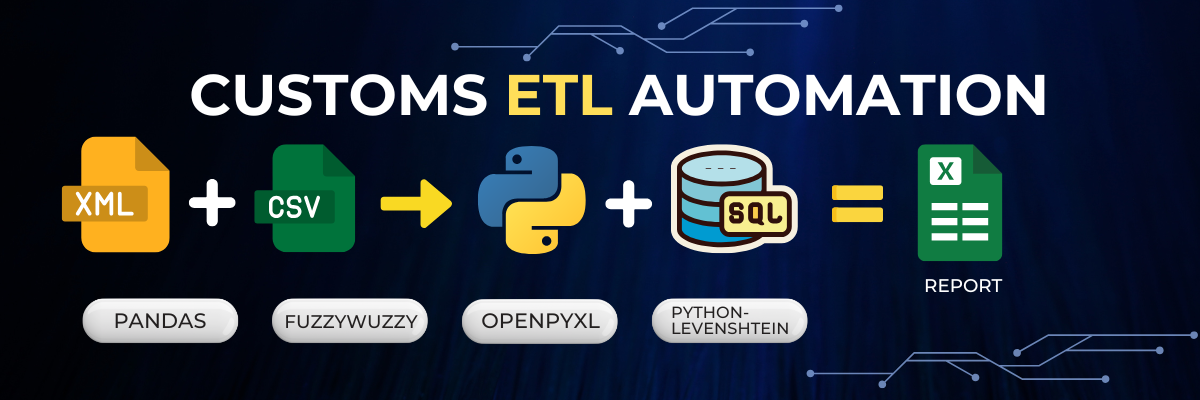 CUSTOMS ETL AUTOMATION
XML
CSV
SQL
X
REPORT
PANDAS
FUZZYWUZZY
OPENPYXL
PYTHON-
LEVENSHTEIN